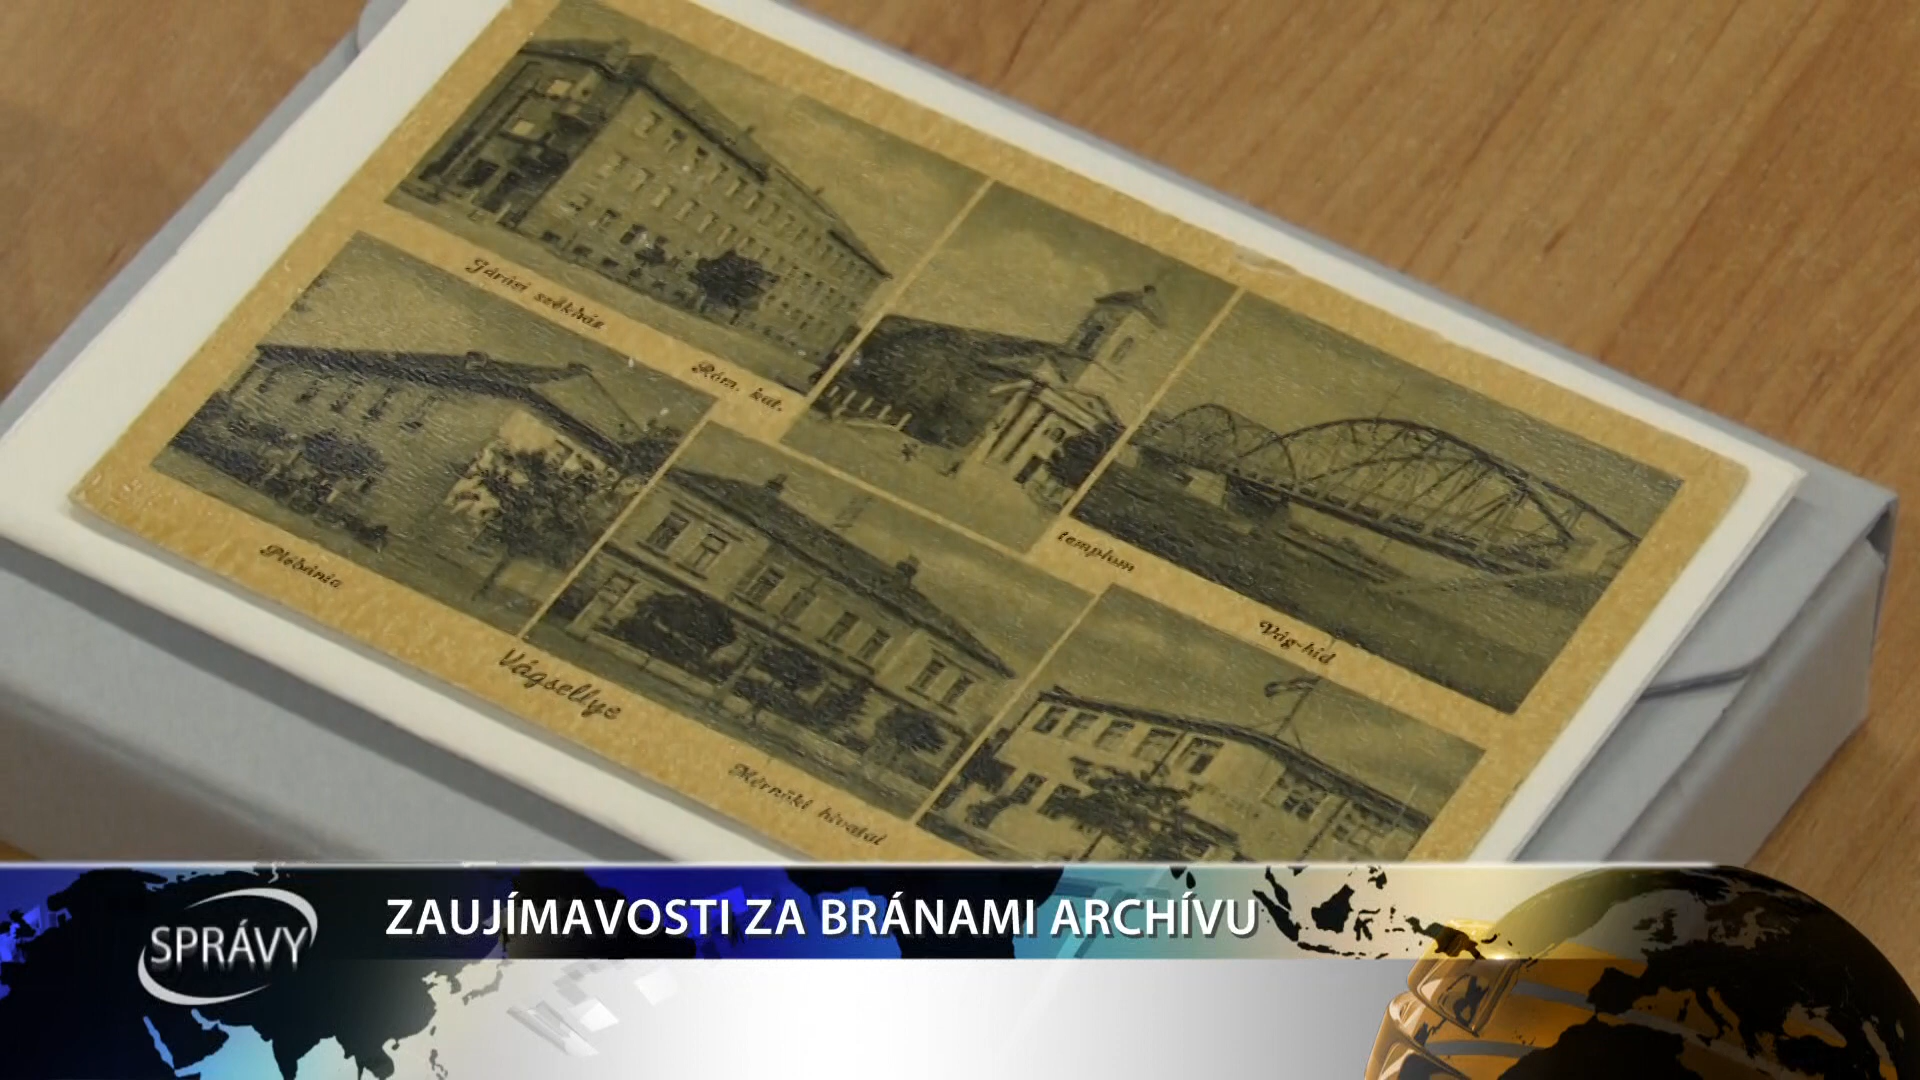 Járási székház
Róm. kat.
templom
Vág-híd
Plébánia
Vágsellye
Mérnöki hivatal
SPRÁVY
ZAUJÍMAVOSTI ZA BRÁNAMI ARCHÍVU